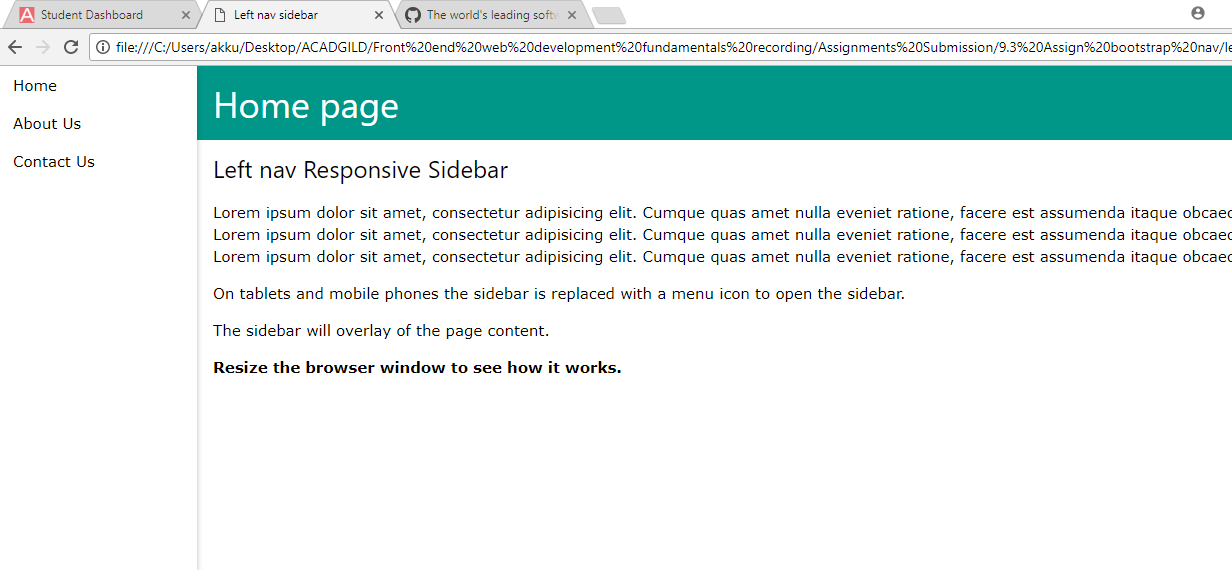 Student Dashboard
Left nav sidebar
The world's leading softw
file:///C:/Users/akku/Desktop/ACADGILD/Front%20end%20web%20development%20fundamentals%20recording/Assignments%20Submission/9.3%20Assign%20bootstrap%20nav/le
Home
About Us
Contact Us
Home page
Left nav Responsive Sidebar
Lorem ipsum dolor sit amet, consectetur adipisicing elit. Cumque quas amet nulla eveniet ratione, facere est assumenda itaque obcaec
Lorem ipsum dolor sit amet, consectetur adipisicing elit. Cumque quas amet nulla eveniet ratione, facere est assumenda itaque obcaec
Lorem ipsum dolor sit amet, consectetur adipisicing elit. Cumque quas amet nulla eveniet ratione, facere est assumenda itaque obcaec
On tablets and mobile phones the sidebar is replaced with a menu icon to open the sidebar.
The sidebar will overlay of the page content.
Resize the browser window to see how it works.